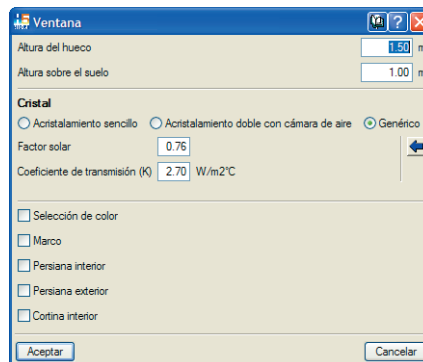 Ventana
Altura del hueco 1.50 m
Altura sobre el suelo 1.00 m
Cristal
Acristalamiento sencillo Acristalamiento doble con cámara de aire Genérico
Factor solar 0.76
Coeficiente de transmisión (K) 2.70 W/m2°C
Selección de color
Marco
Persiana interior
Persiana exterior
Cortina interior
Aceptar Cancelar